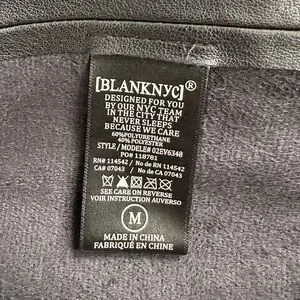 [BLANKNYC]®
DESIGNED FOR YOU
BY OUR NYC TEAM
IN THE CITY THAT
NEVER SLEEPS
BECAUSE WE CARE
60%POLYURETHANE
40% POLYESTER
STYLE / MODELE# 02EV6348
PO# 118781
RN# 114542 / No de RN# 114542
CA# 07043 / No de CA# 07043
SEE CARE ON REVERSE
VOIR INSTRUCTION AUVERSO
M
MADE IN CHINA
FABRIQUÉ EN CHINE